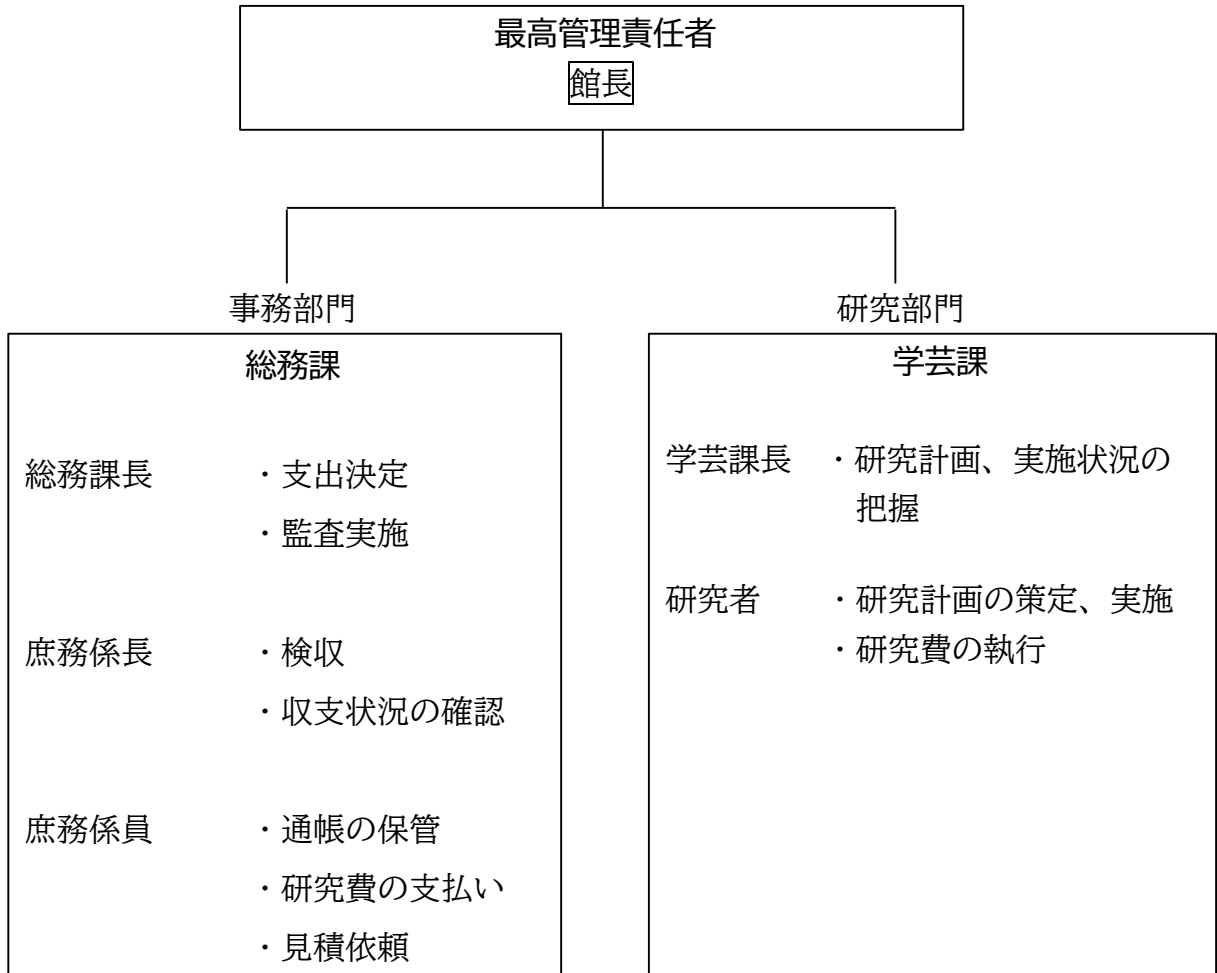 最高管理責任者
館長
事務部門
研究部門
総務課
総務課長 ・支出決定
・監査実施
庶務係長 ・検収
・収支状況の確認
庶務係員 ・通帳の保管
・研究費の支払い
・見積依頼
学芸課
学芸課長 ・研究計画、実施状況の
把握
研究者 ・研究計画の策定、実施
・研究費の執行